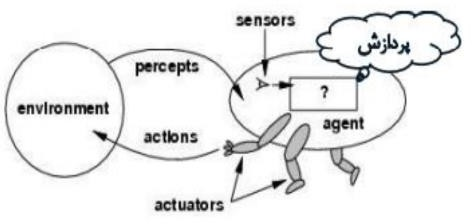 sensors
پردازش
percepts
?
environment
agent
actions
actuators